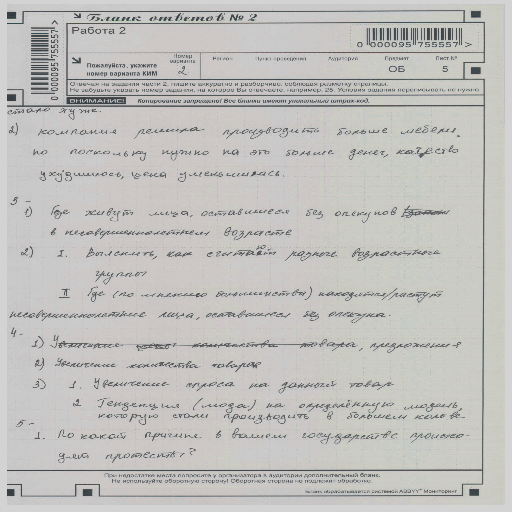 Бланк ответов № 2
Работа 2
0 000095 755557 >
0 000095 755557 >
Пожалуйста, укажите номер варианта КИМ
Номер варианта
2
Регион
Пункт проведения
Аудитория
Предмет
ОБ
Лист №
5
Отвечая на задания части 2, пишите аккуратно и разборчиво, соблюдая разметку страницы.
Не забудьте указать номер задания, на которое Вы отвечаете, например, 25. Условия задания переписывать не нужно
ВНИМАНИЕ!
Копирование запрещено! Все бланки имеют уникальный штрих-код.
стало хуже.
2) компания решила производить больше мебели,
но поскольку нужно на это больше денег, качество
ухудшилось, цена уменьшилась.
3 -
1) Где живут лица, оставшиеся без опекунов
в несовершеннолетнем возрасте
2) I. Выяснить, как считают разные возрастные
группы
II Где (по мнению большинства) находятся/растут
несовершеннолетние лица, оставшиеся без опекуна.
4 -
1) количества товара, предложения
2) Увеличение количества товаров
3) 1. Увеличение спроса на данный товар
2 Тенденция (мода) на определённую модель,
которую стали производить в большем кол-ве
5 -
1. По какой причине в вашем государстве происхо-
дят протесты?
При недостатке места попросите у организатора в аудитории дополнительный бланк.
Не используйте оборотную сторону! Оборотная сторона не подлежит обработке.
Бланк обрабатывается системой ABBYY Мониторинг